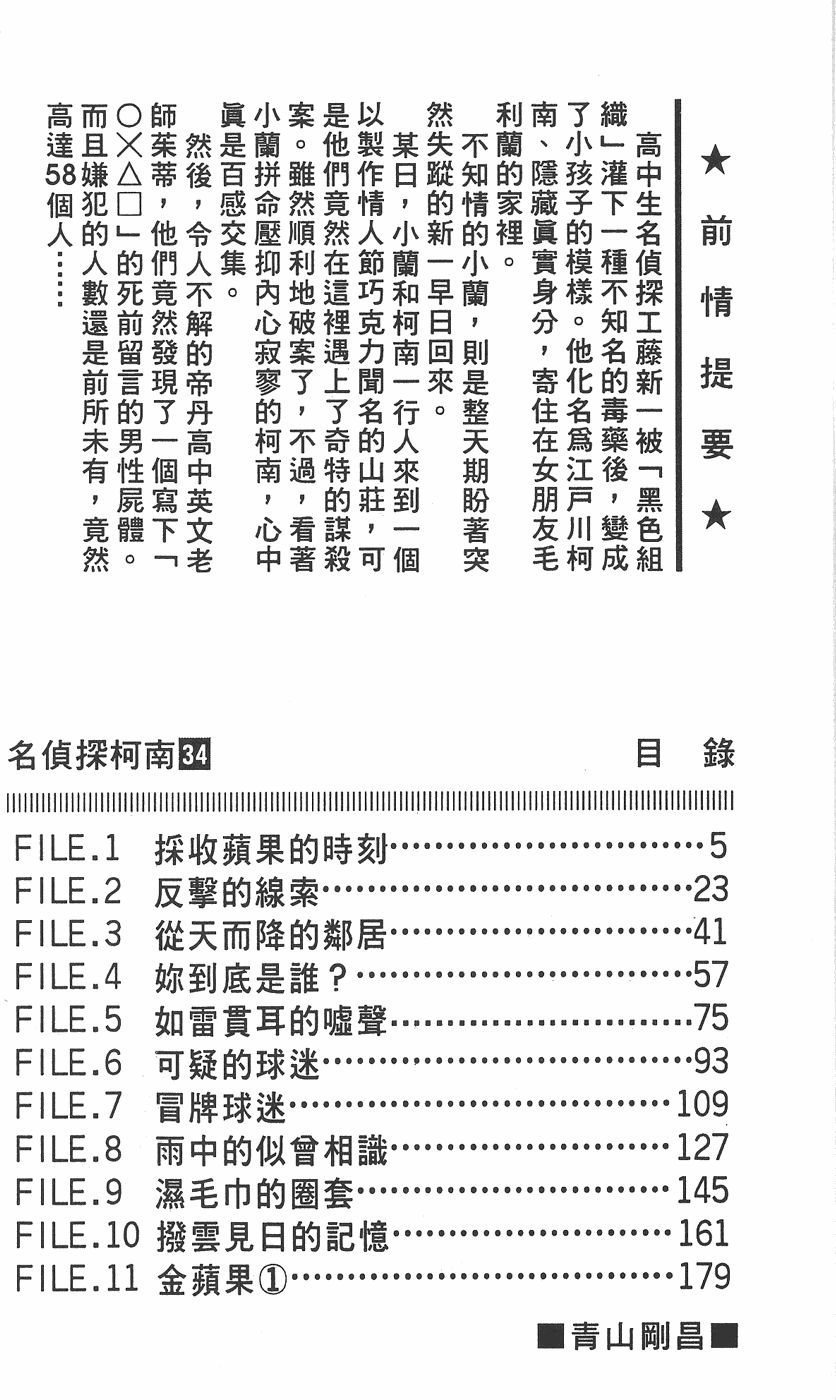 ★前情提要★
高中生名偵探工藤新一被「黑色組
織」灌下一種不知名的毒藥後，變成
了小孩子的模樣。他化名為江戶川柯
南、隱藏眞實身分，寄住在女朋友毛
利蘭的家裡。
不知情的小蘭，則是整天期盼著突
然失蹤的新一早日回來。
某日，小蘭和柯南一行人來到一個
以製作情人節巧克力聞名的山莊，可
是他們竟然在這裡遇上了奇特的謀殺
案。雖然順利地破案了，不過，看著
小蘭拼命壓抑內心寂寥的柯南，心中
眞是百感交集。
然後，令人不解的帝丹高中英文老
師茱蒂，他們竟然發現了一個寫下「
○×△□」的死前留言的男性屍體。
而且嫌犯的人數還是前所未有，竟然
高達58個人……
名偵探柯南34 目錄
FILE.1 採收蘋果的時刻……5
FILE.2 反擊的線索……23
FILE.3 從天而降的鄰居……41
FILE.4 妳到底是誰？……57
FILE.5 如雷貫耳的噓聲……75
FILE.6 可疑的球迷……93
FILE.7 冒牌球迷……109
FILE.8 雨中的似曾相識……127
FILE.9 濕毛巾的圈套……145
FILE.10 撥雲見日的記憶……161
FILE.11 金蘋果①……179
■青山剛昌■